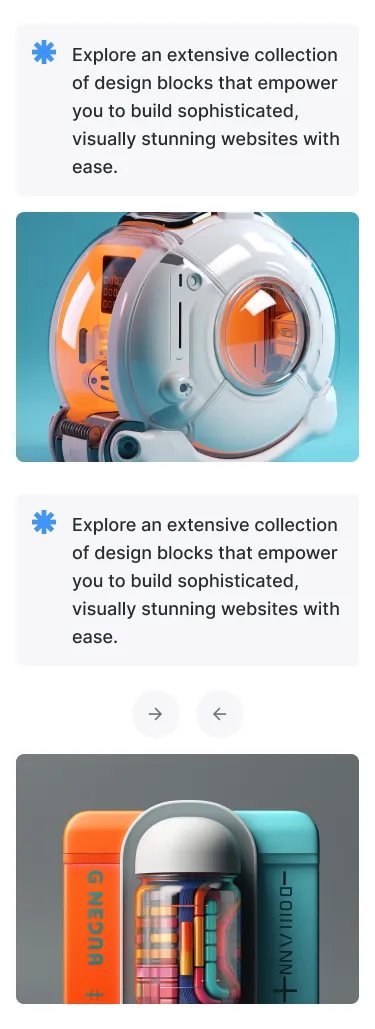 Explore an extensive collection
of design blocks that empower
you to build sophisticated,
visually stunning websites with
ease.
Explore an extensive collection
of design blocks that empower
you to build sophisticated,
visually stunning websites with
ease.